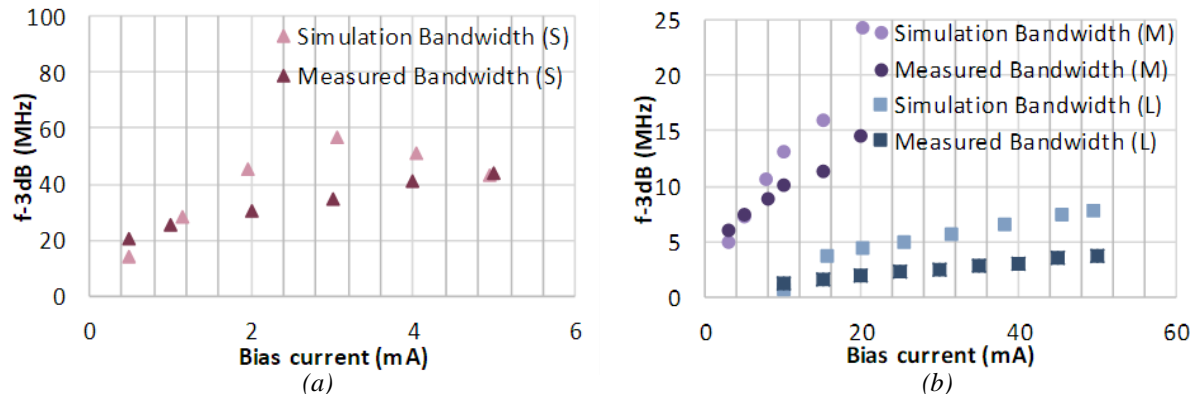 100
80
60
40
20
0
f-3dB (MHz)
Simulation Bandwidth (S)
Measured Bandwidth (S)
0 2 4 6
Bias current (mA)
(a)
25
20
15
10
5
0
f-3dB (MHz)
Simulation Bandwidth (M)
Measured Bandwidth (M)
Simulation Bandwidth (L)
Measured Bandwidth (L)
0 20 40 60
Bias current (mA)
(b)